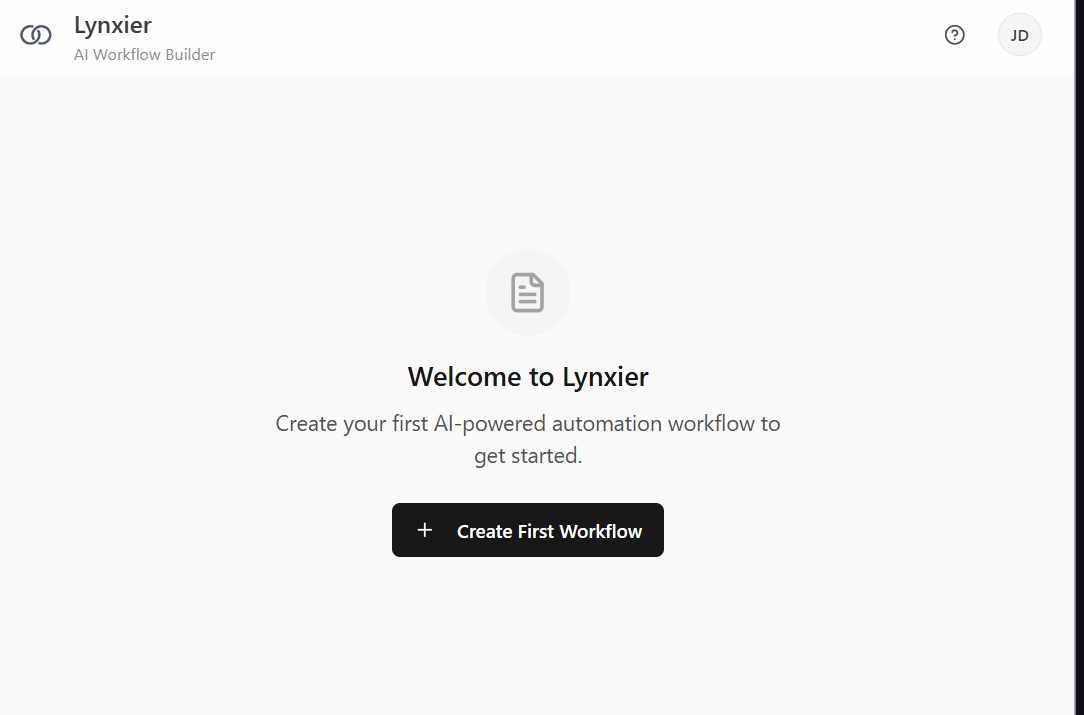 Lynxier
AI Workflow Builder
JD
Welcome to Lynxier
Create your first AI-powered automation workflow to
get started.
Create First Workflow